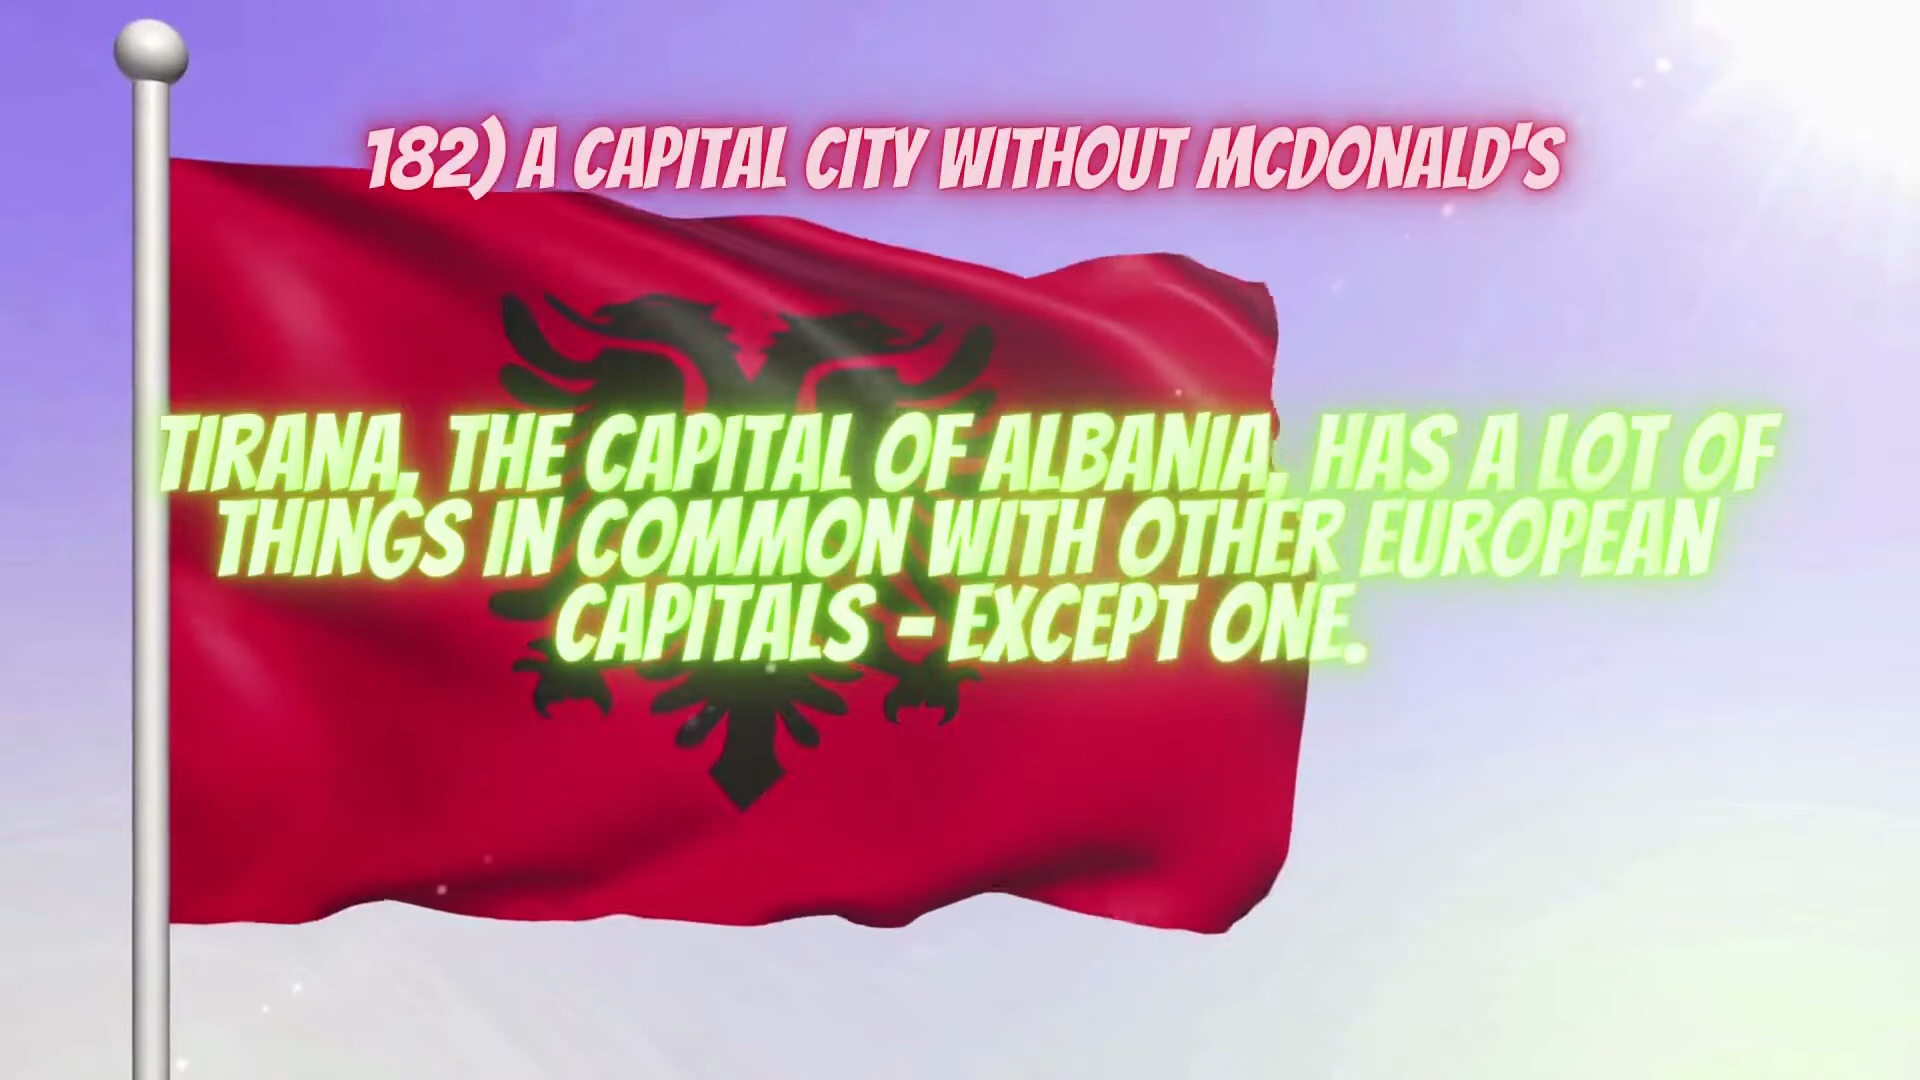 182) A CAPITAL CITY WITHOUT MCDONALD'S
TIRANA, THE CAPITAL OF ALBANIA, HAS A LOT OF
THINGS IN COMMON WITH OTHER EUROPEAN
CAPITALS - EXCEPT ONE.